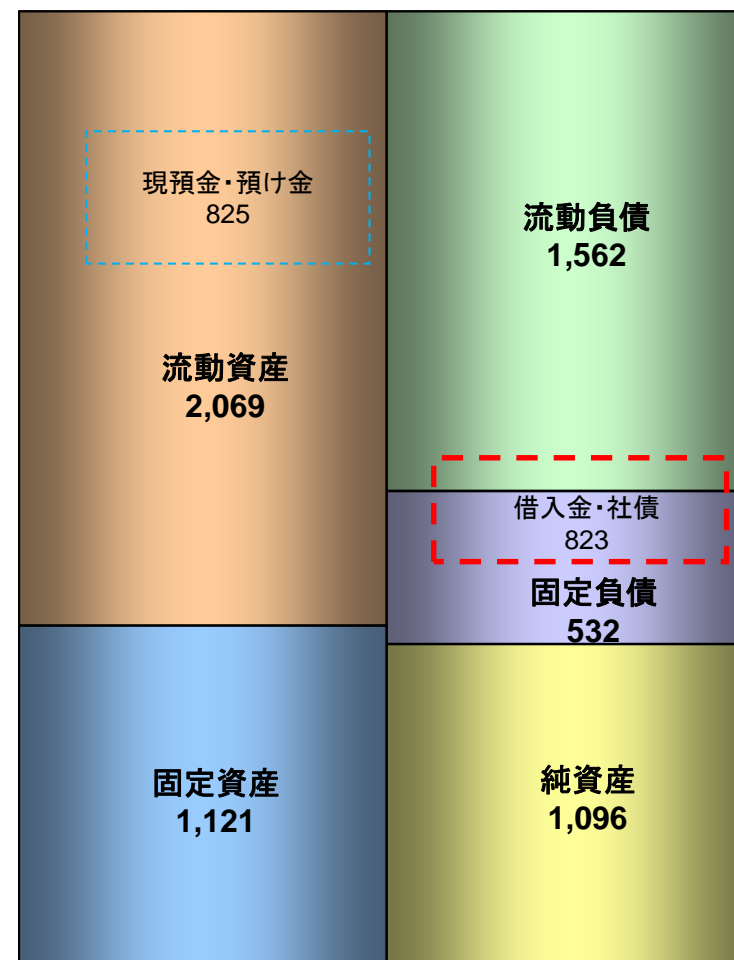 現預金・預け金
825
流動資産
2,069
固定資産
1,121
流動負債
1,562
借入金・社債
823
固定負債
532
純資産
1,096